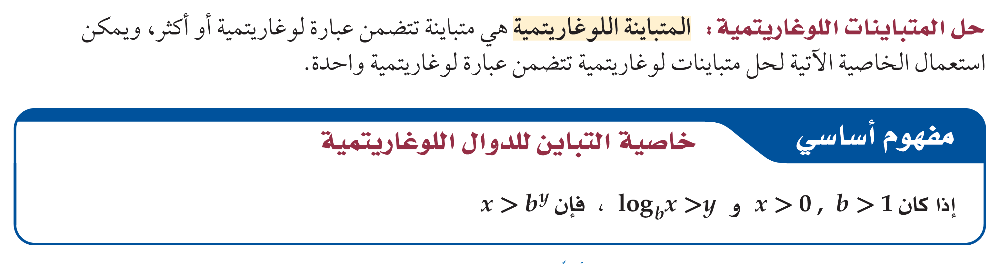 حل المتباينات اللوغاريتمية : المتباينة اللوغاريتمية هي متباينة تتضمن عبارة لوغاريتمية أو أكثر، ويمكن
استعمال الخاصية الآتية لحل متباينات لوغاريتمية تتضمن عبارة لوغاريتمية واحدة.
مفهوم أساسي
خاصية التباين للدوال اللوغاريتمية
إذا كان x > 0 , b > 1 و log_b x > y ، فإن x > b^y